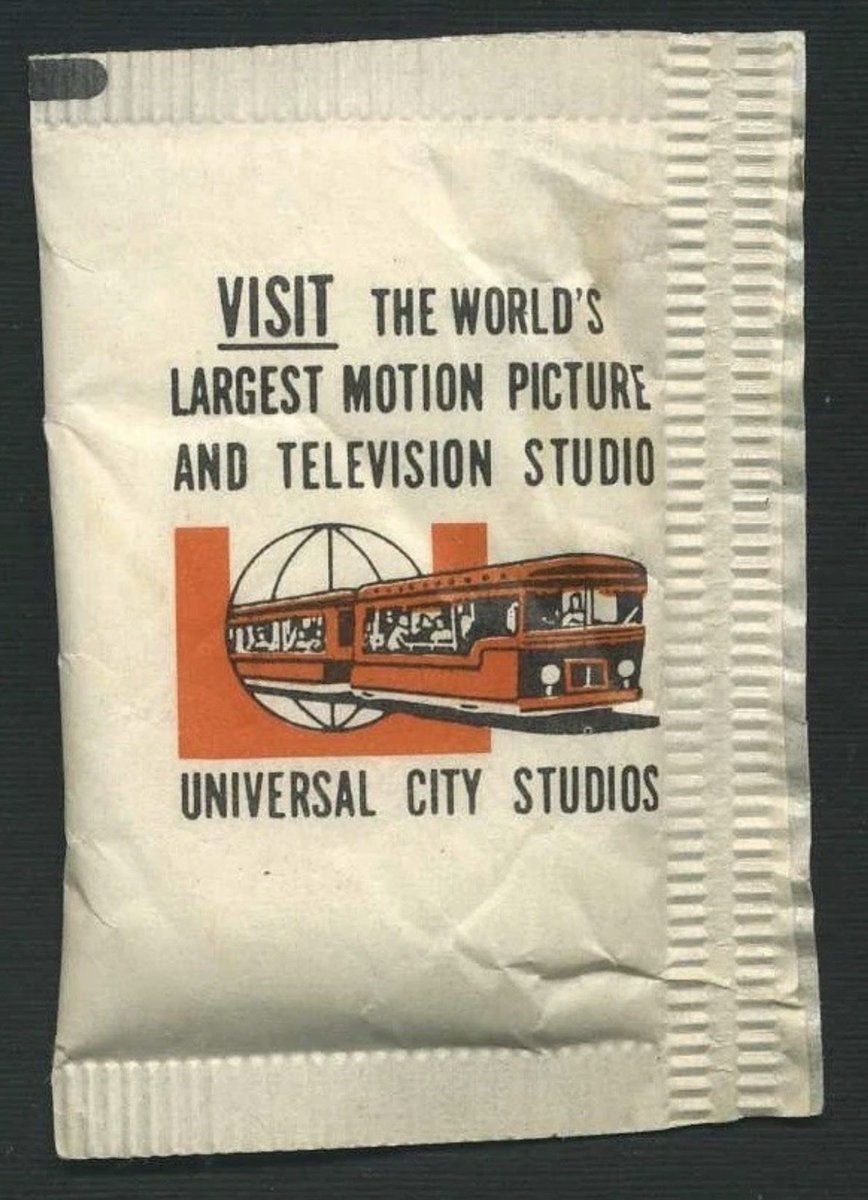 VISIT THE WORLD'S
LARGEST MOTION PICTURE
AND TELEVISION STUDIO
UNIVERSAL CITY STUDIOS